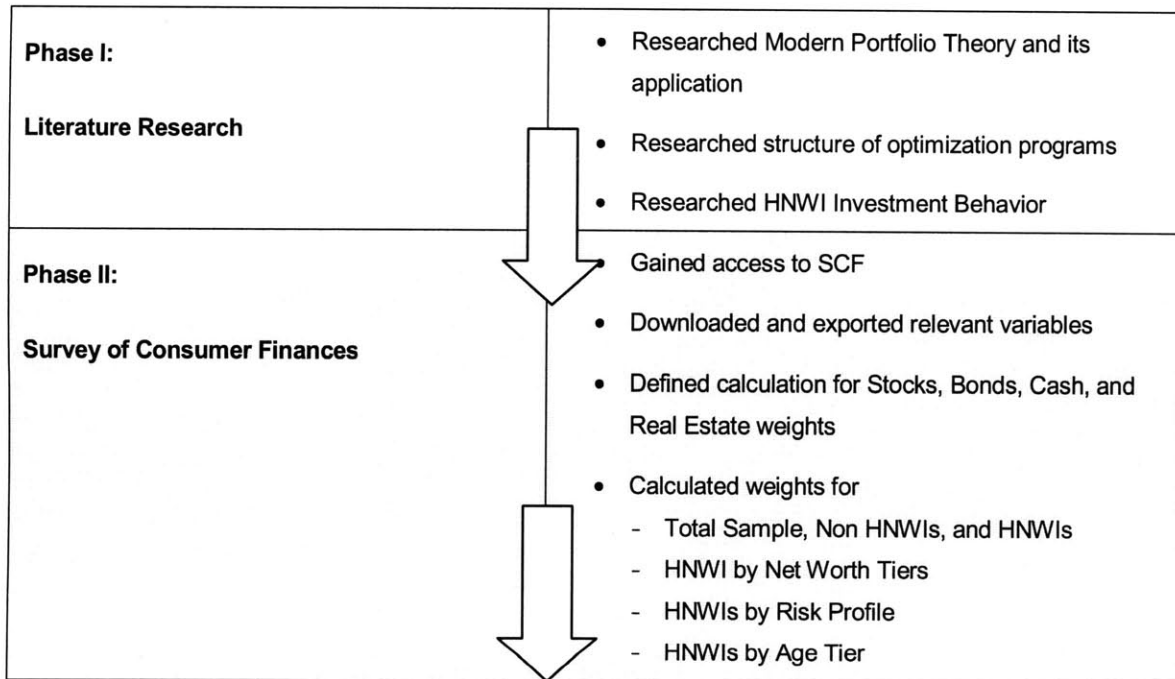 Phase I:
Literature Research
• Researched Modern Portfolio Theory and its
application
• Researched structure of optimization programs
• Researched HNWI Investment Behavior
Phase II:
Survey of Consumer Finances
• Gained access to SCF
• Downloaded and exported relevant variables
• Defined calculation for Stocks, Bonds, Cash, and
Real Estate weights
• Calculated weights for
- Total Sample, Non HNWIs, and HNWIs
- HNWI by Net Worth Tiers
- HNWIs by Risk Profile
- HNWIs by Age Tier